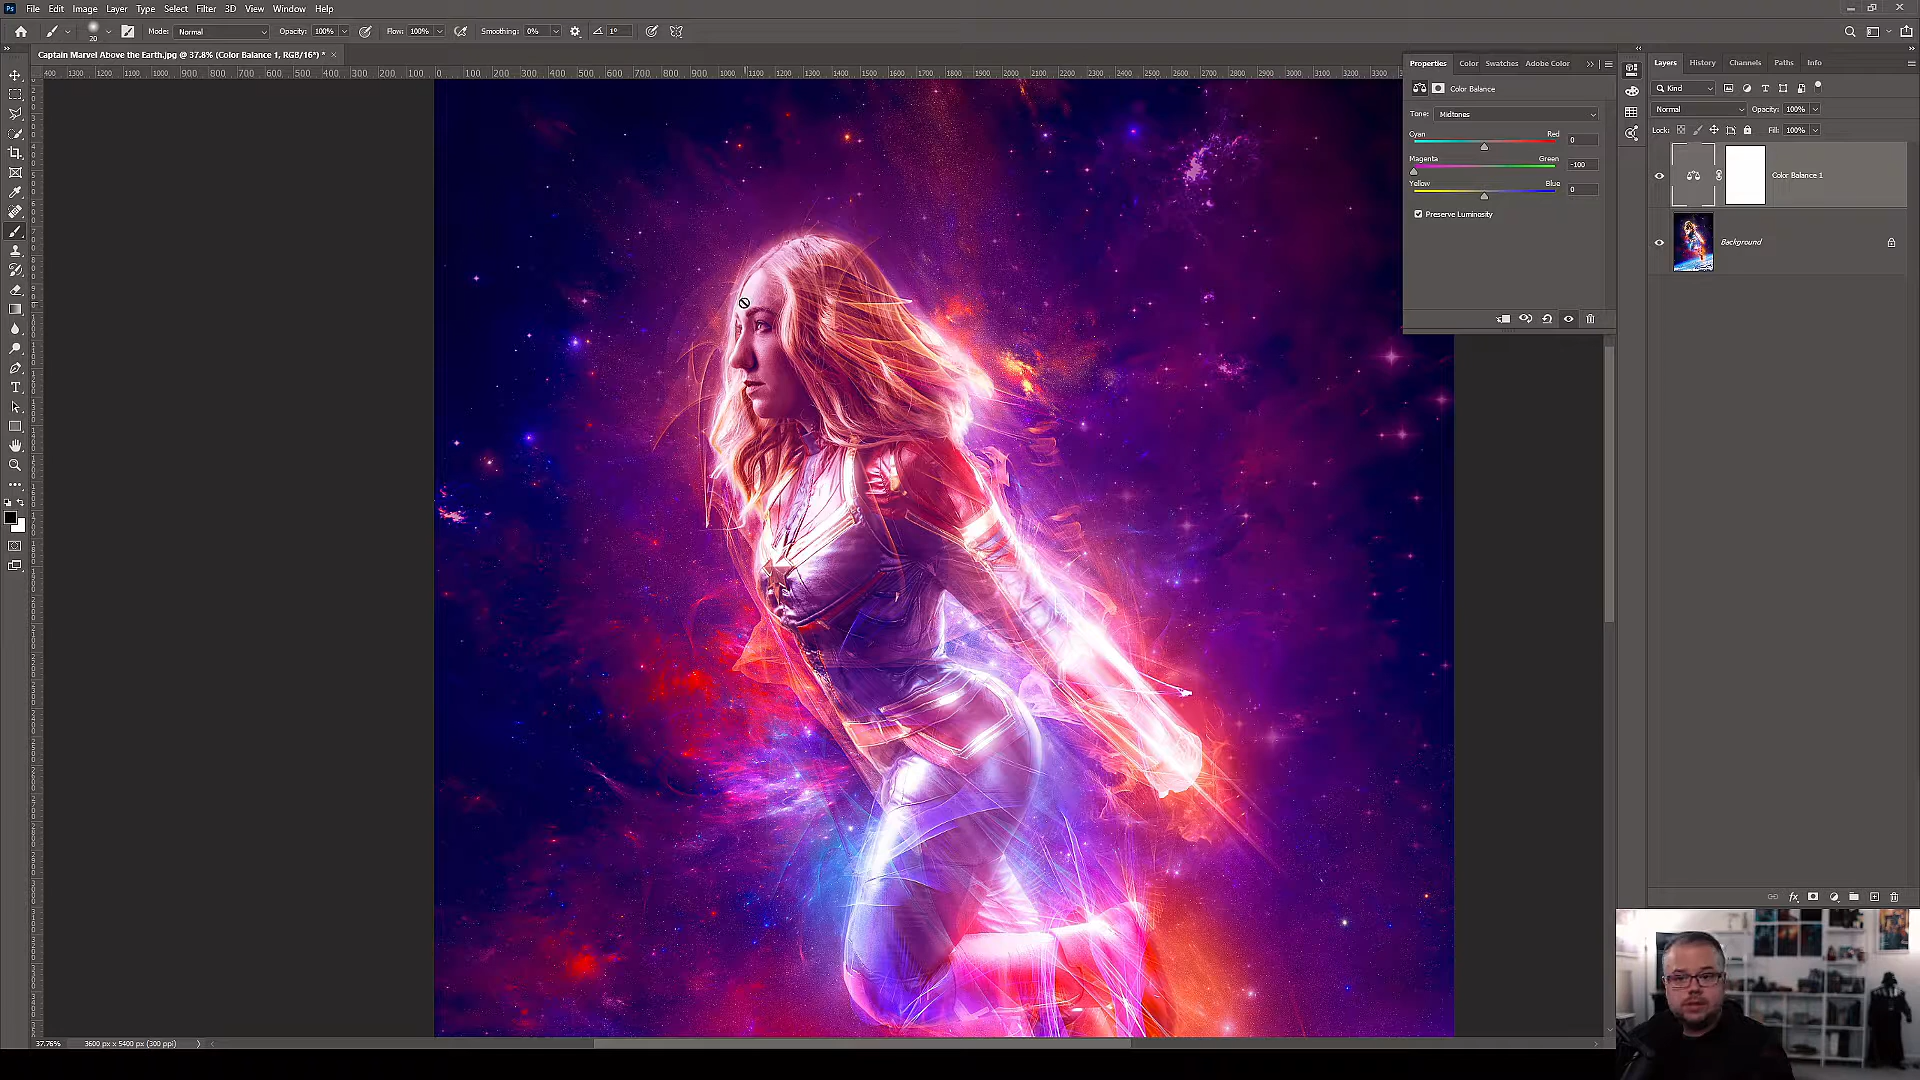 Ps File Edit Image Layer Type Select Filter 3D View Window Help
20 Mode: Normal Opacity: 100% Flow: 100% Smoothing: 0% 1°
Captain Marvel Above the Earth.jpg @ 37.8% (Color Balance 1, RGB/16*) * ×
Properties Color Swatches Adobe Color
Color Balance
Tone: Midtones
Cyan Red 0
Magenta Green -100
Yellow Blue 0
Preserve Luminosity
Layers History Channels Paths Info
Kind
Normal Opacity: 100%
Lock: Fill: 100%
Color Balance 1
Background
fx
37.76% 3600 px x 5400 px (300 ppi)